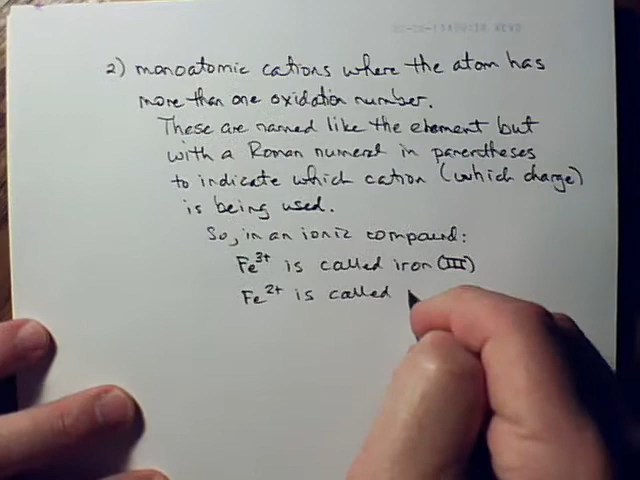 2) monoatomic cations where the atom has
more than one oxidation number.
These are named like the element but
with a Roman numeral in parentheses
to indicate which cation (which charge)
is being used.
So, in an ionic compound:
Fe³⁺ is called iron (III)
Fe²⁺ is called